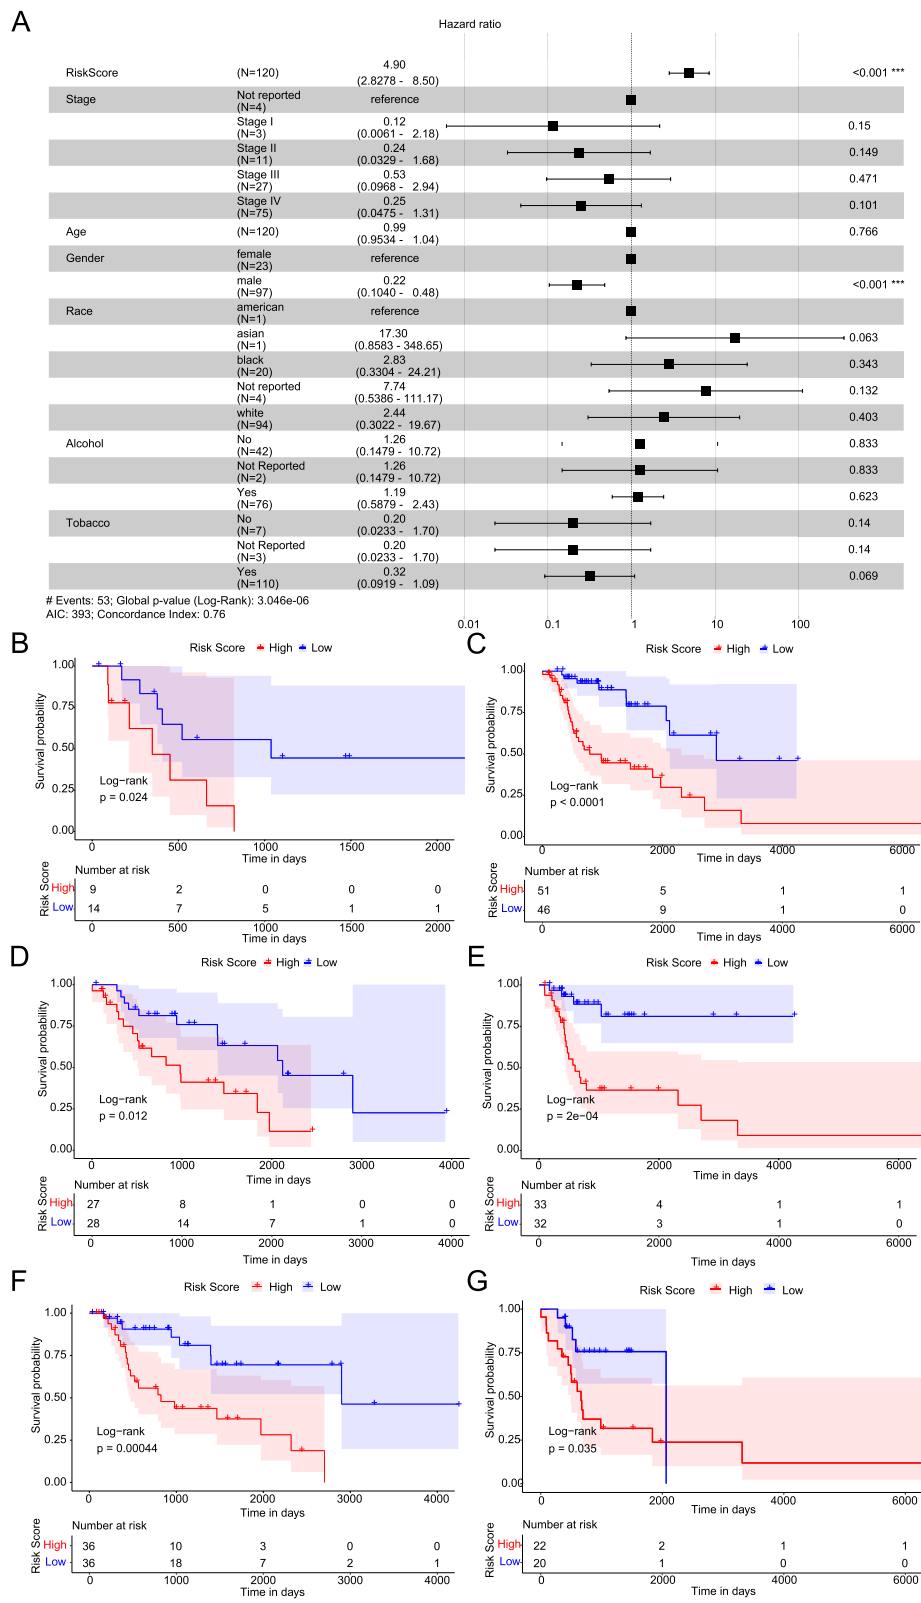 A
Hazard ratio
RiskScore (N=120) 4.90 (2.8278 - 8.50) <0.001 ***
Stage Not reported (N=4) reference
Stage I (N=3) 0.12 (0.0061 - 2.18) 0.15
Stage II (N=11) 0.24 (0.0329 - 1.68) 0.149
Stage III (N=27) 0.53 (0.0968 - 2.94) 0.471
Stage IV (N=75) 0.25 (0.0475 - 1.31) 0.101
Age (N=120) 0.99 (0.9534 - 1.04) 0.766
Gender female (N=23) reference
male (N=97) 0.22 (0.1040 - 0.48) <0.001 ***
Race american (N=1) reference
asian (N=1) 17.30 (0.8583 - 348.65) 0.063
black (N=20) 2.83 (0.3304 - 24.21) 0.343
Not reported (N=4) 7.74 (0.5386 - 111.17) 0.132
white (N=94) 2.44 (0.3022 - 19.67) 0.403
Alcohol No (N=42) 1.26 (0.1479 - 10.72) 0.833
Not Reported (N=2) 1.26 (0.1479 - 10.72) 0.833
Yes (N=76) 1.19 (0.5879 - 2.43) 0.623
Tobacco No (N=7) 0.20 (0.0233 - 1.70) 0.14
Not Reported (N=3) 0.20 (0.0233 - 1.70) 0.14
Yes (N=110) 0.32 (0.0919 - 1.09) 0.069
# Events: 53; Global p-value (Log-Rank): 3.046e-06
AIC: 393; Concordance Index: 0.76
0.01 0.1 1 10 100
B
Risk Score High Low
Survival probability
1.00
0.75
0.50
0.25
0.00
Log-rank
p = 0.024
0 500 1000 1500 2000
Time in days
Number at risk
Risk Score
High 9 2 0 0 0
Low 14 7 5 1 1
0 500 1000 1500 2000
Time in days
C
Risk Score High Low
Survival probability
1.00
0.75
0.50
0.25
0.00
Log-rank
p < 0.0001
0 2000 4000 6000
Time in days
Number at risk
Risk Score
High 51 5 1 1
Low 46 9 1 0
0 2000 4000 6000
Time in days
D
Risk Score High Low
Survival probability
1.00
0.75
0.50
0.25
0.00
Log-rank
p = 0.012
0 1000 2000 3000 4000
Time in days
Number at risk
Risk Score
High 27 8 1 0 0
Low 28 14 7 1 0
0 1000 2000 3000 4000
Time in days
E
Risk Score High Low
Survival probability
1.00
0.75
0.50
0.25
0.00
Log-rank
p = 2e-04
0 2000 4000 6000
Time in days
Number at risk
Risk Score
High 33 4 1 1
Low 32 3 1 0
0 2000 4000 6000
Time in days
F
Risk Score High Low
Survival probability
1.00
0.75
0.50
0.25
0.00
Log-rank
p = 0.00044
0 1000 2000 3000 4000
Time in days
Number at risk
Risk Score
High 36 10 3 0 0
Low 36 18 7 2 1
0 1000 2000 3000 4000
Time in days
G
Risk Score High Low
Survival probability
1.00
0.75
0.50
0.25
0.00
Log-rank
p = 0.035
0 2000 4000 6000
Time in days
Number at risk
Risk Score
High 22 2 1 1
Low 20 1 0 0
0 2000 4000 6000
Time in days